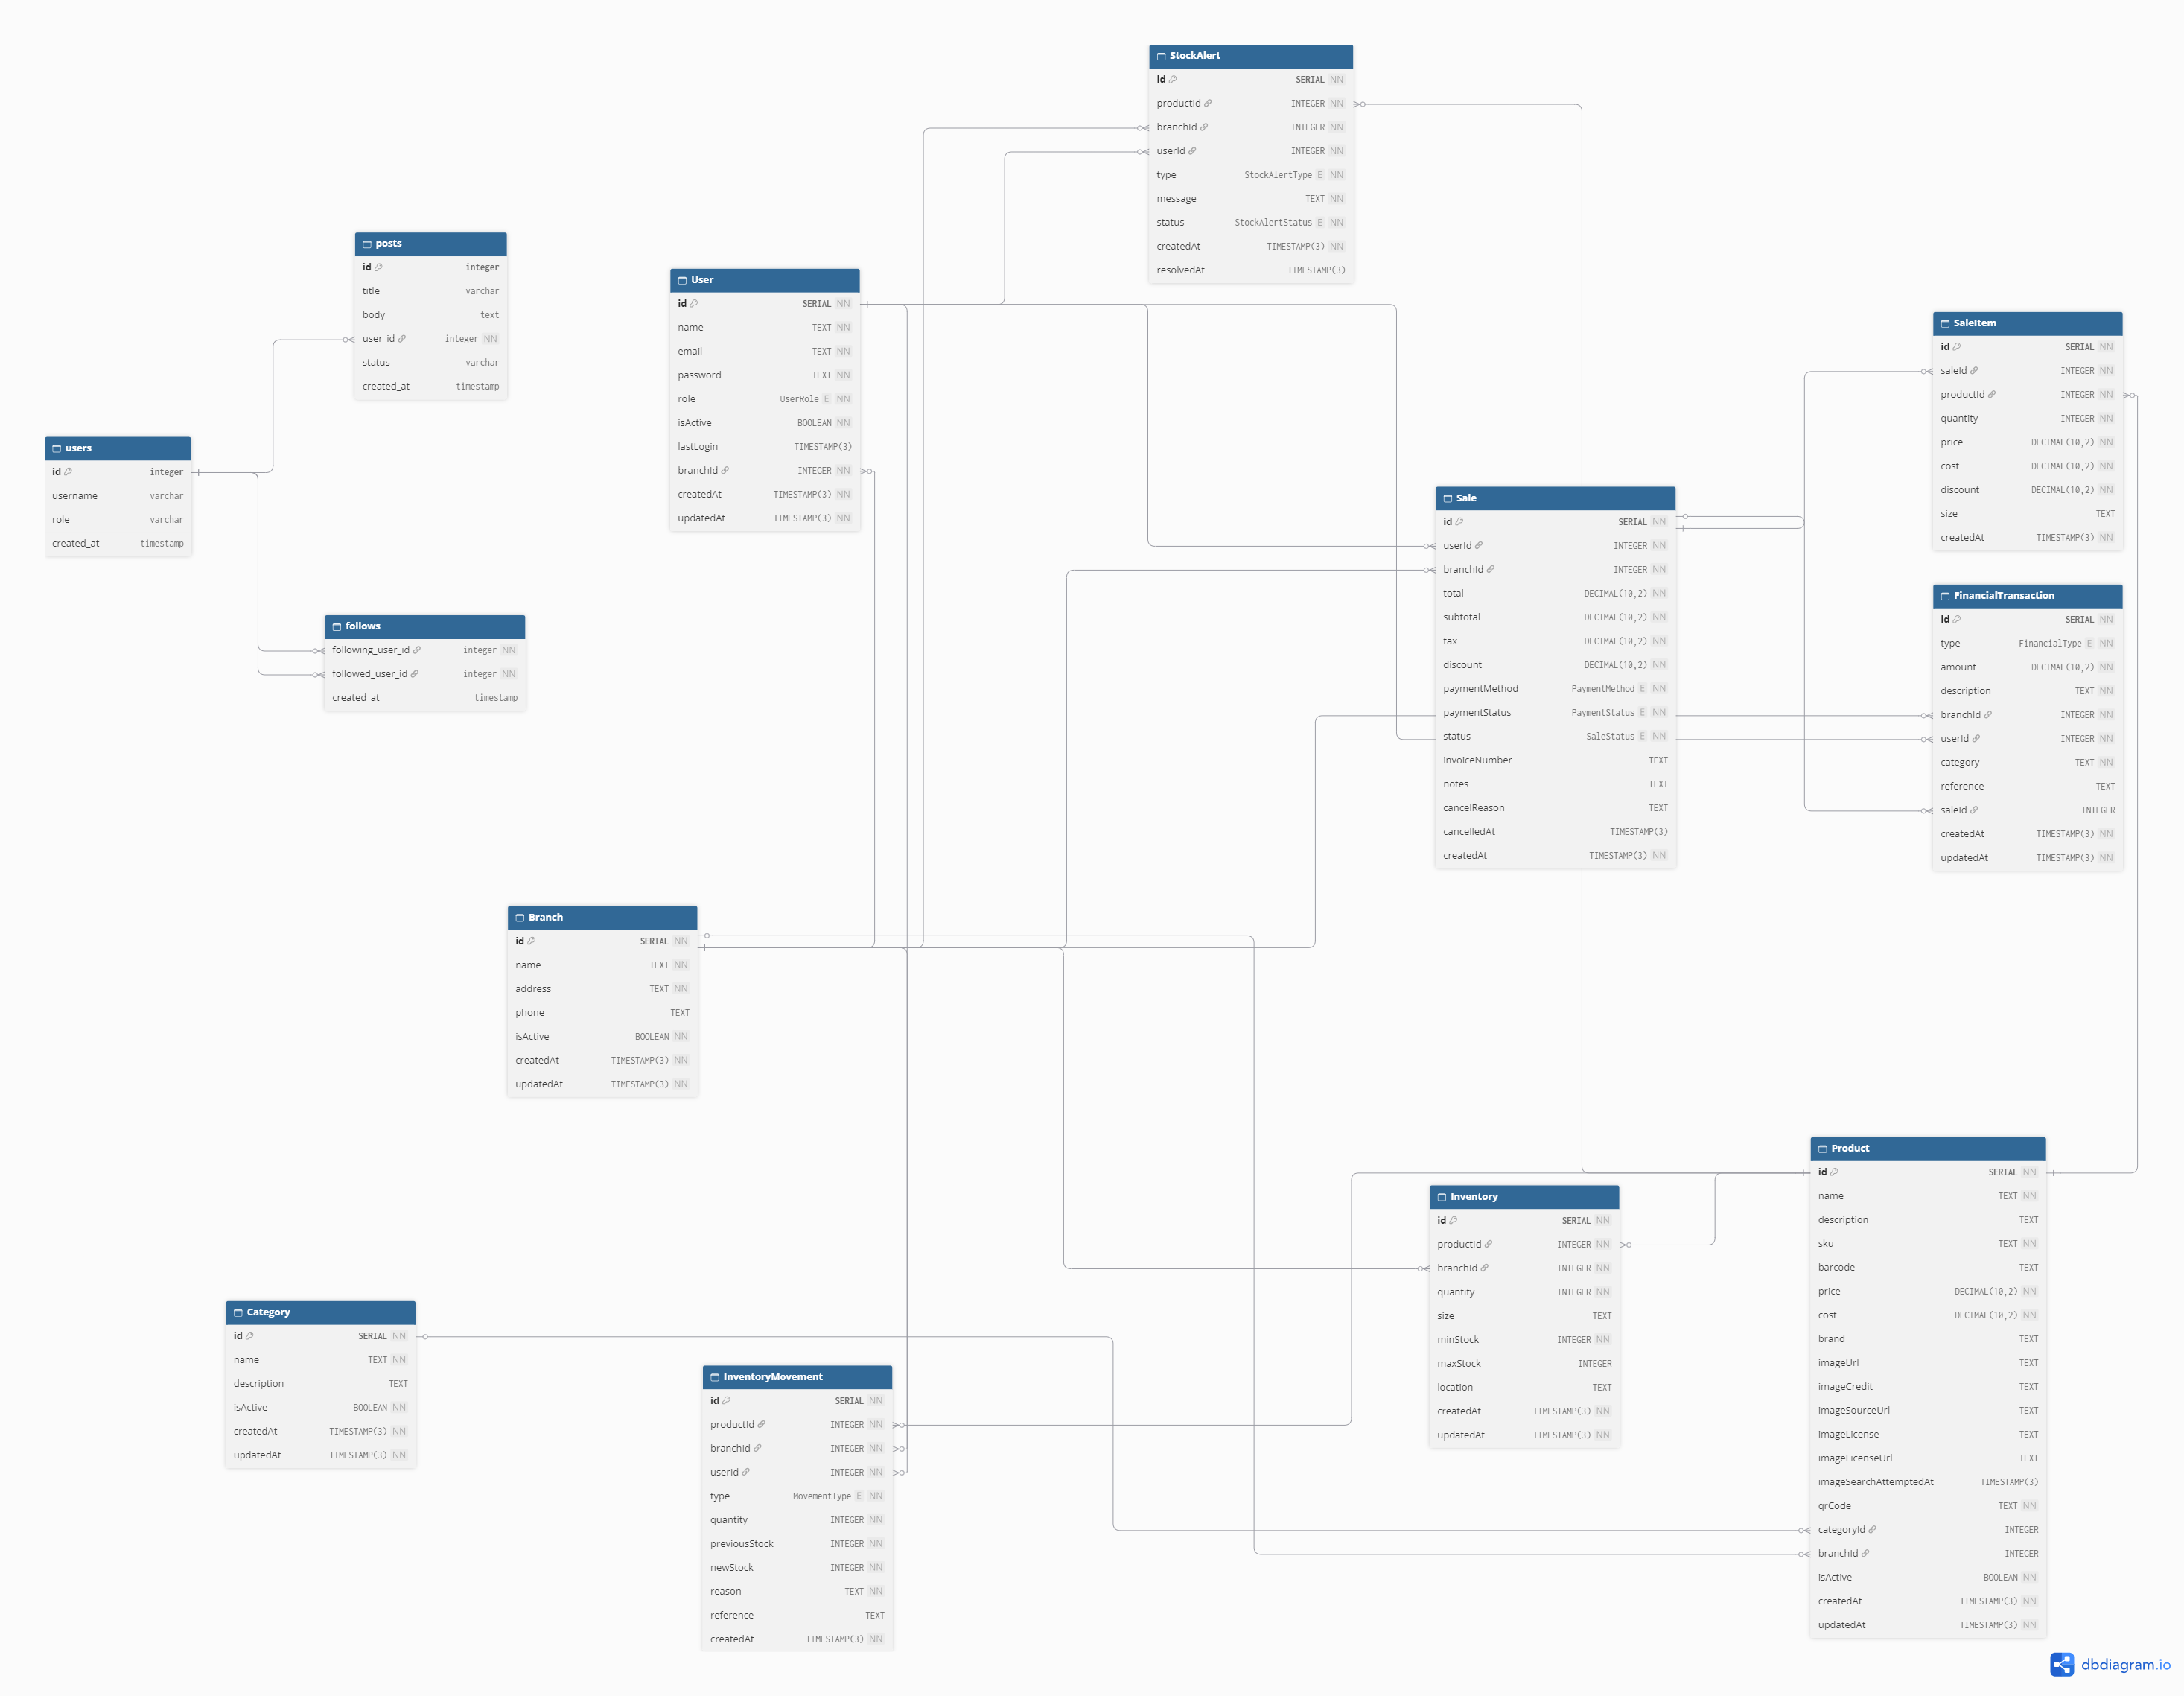 StockAlert
id SERIAL NN
productId INTEGER NN
branchId INTEGER NN
userId INTEGER NN
type StockAlertType E NN
message TEXT NN
status StockAlertStatus E NN
createdAt TIMESTAMP(3) NN
resolvedAt TIMESTAMP(3)
posts
id integer
title varchar
body text
user_id integer NN
status varchar
created_at timestamp
User
id SERIAL NN
name TEXT NN
email TEXT NN
password TEXT NN
role UserRole E NN
isActive BOOLEAN NN
lastLogin TIMESTAMP(3)
branchId INTEGER NN
createdAt TIMESTAMP(3) NN
updatedAt TIMESTAMP(3) NN
SaleItem
id SERIAL NN
saleId INTEGER NN
productId INTEGER NN
quantity INTEGER NN
price DECIMAL(10,2) NN
cost DECIMAL(10,2) NN
discount DECIMAL(10,2) NN
size TEXT
createdAt TIMESTAMP(3) NN
users
id integer
username varchar
role varchar
created_at timestamp
Sale
id SERIAL NN
userId INTEGER NN
branchId INTEGER NN
total DECIMAL(10,2) NN
subtotal DECIMAL(10,2) NN
tax DECIMAL(10,2) NN
discount DECIMAL(10,2) NN
paymentMethod PaymentMethod E NN
paymentStatus PaymentStatus E NN
status SaleStatus E NN
invoiceNumber TEXT
notes TEXT
cancelReason TEXT
cancelledAt TIMESTAMP(3)
createdAt TIMESTAMP(3) NN
FinancialTransaction
id SERIAL NN
type FinancialType E NN
amount DECIMAL(10,2) NN
description TEXT NN
branchId INTEGER NN
userId INTEGER NN
category TEXT NN
reference TEXT
saleId INTEGER
createdAt TIMESTAMP(3) NN
updatedAt TIMESTAMP(3) NN
follows
following_user_id integer NN
followed_user_id integer NN
created_at timestamp
Branch
id SERIAL NN
name TEXT NN
address TEXT NN
phone TEXT
isActive BOOLEAN NN
createdAt TIMESTAMP(3) NN
updatedAt TIMESTAMP(3) NN
Product
id SERIAL NN
name TEXT NN
description TEXT
sku TEXT NN
barcode TEXT
price DECIMAL(10,2) NN
cost DECIMAL(10,2) NN
brand TEXT
imageUrl TEXT
imageCredit TEXT
imageSourceUrl TEXT
imageLicense TEXT
imageLicenseUrl TEXT
imageSearchAttemptedAt TIMESTAMP(3)
qrCode TEXT NN
categoryId INTEGER
branchId INTEGER
isActive BOOLEAN NN
createdAt TIMESTAMP(3) NN
updatedAt TIMESTAMP(3) NN
Inventory
id SERIAL NN
productId INTEGER NN
branchId INTEGER NN
quantity INTEGER NN
size TEXT
minStock INTEGER NN
maxStock INTEGER
location TEXT
createdAt TIMESTAMP(3) NN
updatedAt TIMESTAMP(3) NN
Category
id SERIAL NN
name TEXT NN
description TEXT
isActive BOOLEAN NN
createdAt TIMESTAMP(3) NN
updatedAt TIMESTAMP(3) NN
InventoryMovement
id SERIAL NN
productId INTEGER NN
branchId INTEGER NN
userId INTEGER NN
type MovementType E NN
quantity INTEGER NN
previousStock INTEGER NN
newStock INTEGER NN
reason TEXT NN
reference TEXT
createdAt TIMESTAMP(3) NN
dbdiagram.io